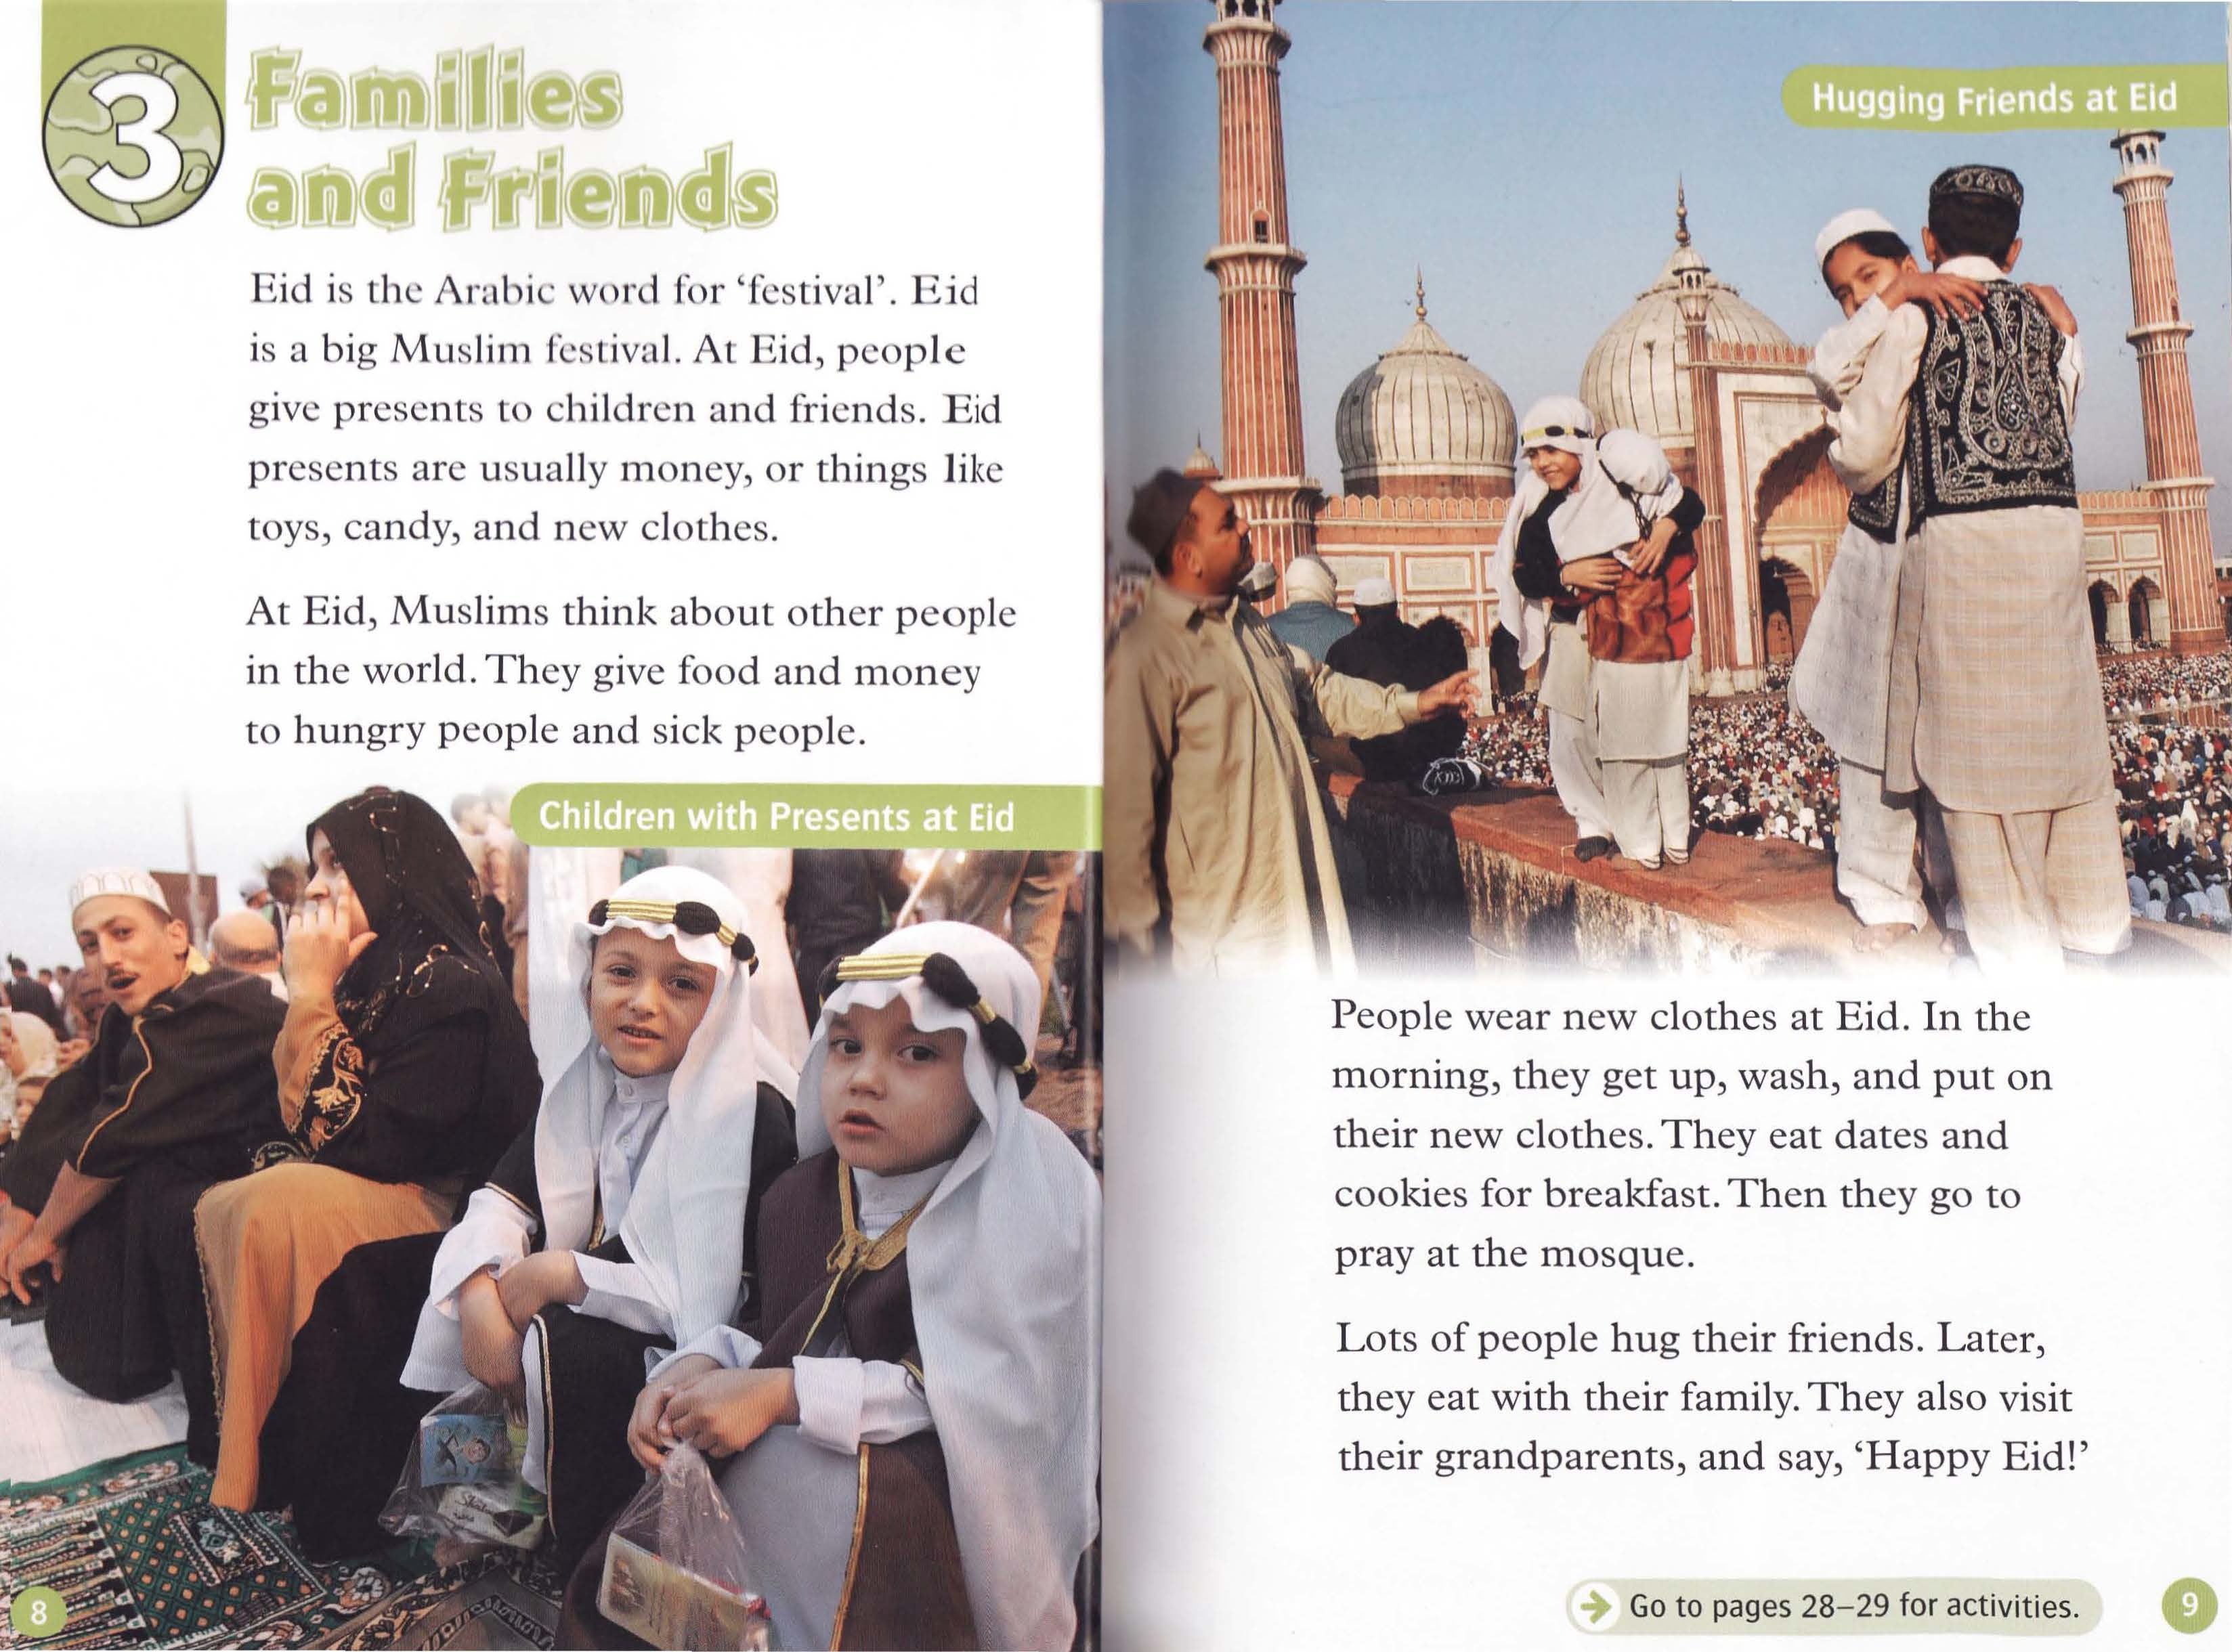 3
Families
and Friends
Eid is the Arabic word for ‘festival’. Eid
is a big Muslim festival. At Eid, people
give presents to children and friends. Eid
presents are usually money, or things like
toys, candy, and new clothes.
At Eid, Muslims think about other people
in the world. They give food and money
to hungry people and sick people.
Children with Presents at Eid
8
Hugging Friends at Eid
People wear new clothes at Eid. In the
morning, they get up, wash, and put on
their new clothes. They eat dates and
cookies for breakfast. Then they go to
pray at the mosque.
Lots of people hug their friends. Later,
they eat with their family. They also visit
their grandparents, and say, ‘Happy Eid!’
Go to pages 28–29 for activities.
9